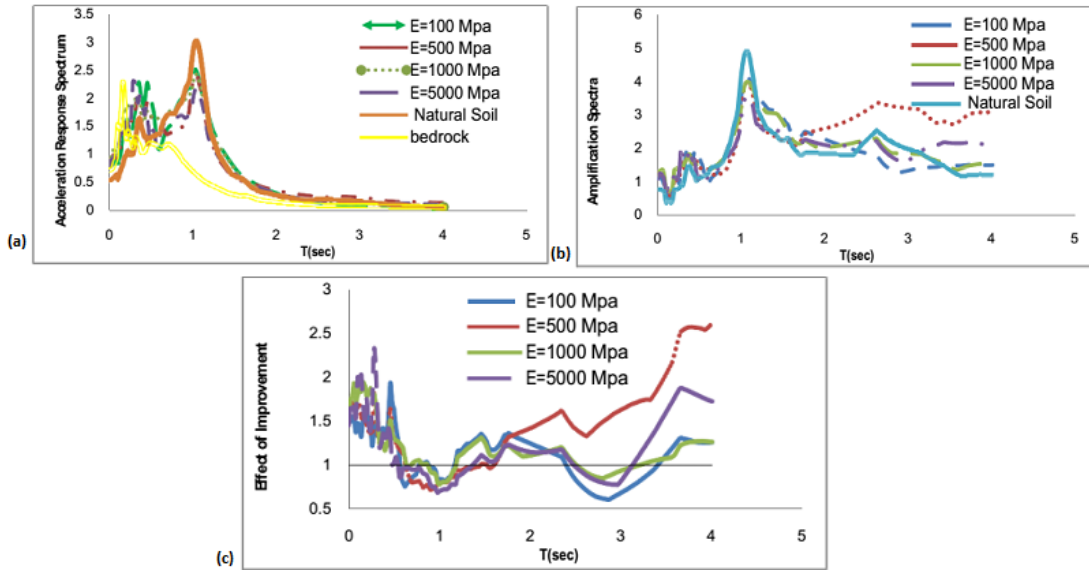 Acceleration Response Spectrum
3.5
3
2.5
2
1.5
1
0.5
0
0 1 2 3 4 5
T(sec)
E=100 Mpa
E=500 Mpa
E=1000 Mpa
E=5000 Mpa
Natural Soil
bedrock
(a)
Amplification Spectra
6
5
4
3
2
1
0
0 1 2 3 4 5
T(sec)
E=100 Mpa
E=500 Mpa
E=1000 Mpa
E=5000 Mpa
Natural Soil
(b)
Effect of Improvement
3
2.5
2
1.5
1
0.5
0 1 2 3 4 5
T(sec)
E=100 Mpa
E=500 Mpa
E=1000 Mpa
E=5000 Mpa
(c)